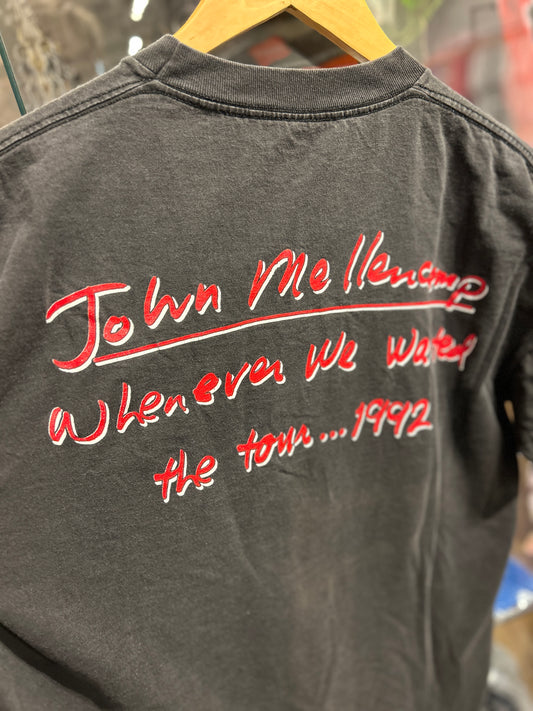 John Mellencamp
Whenever We Wanted
the tour...1992